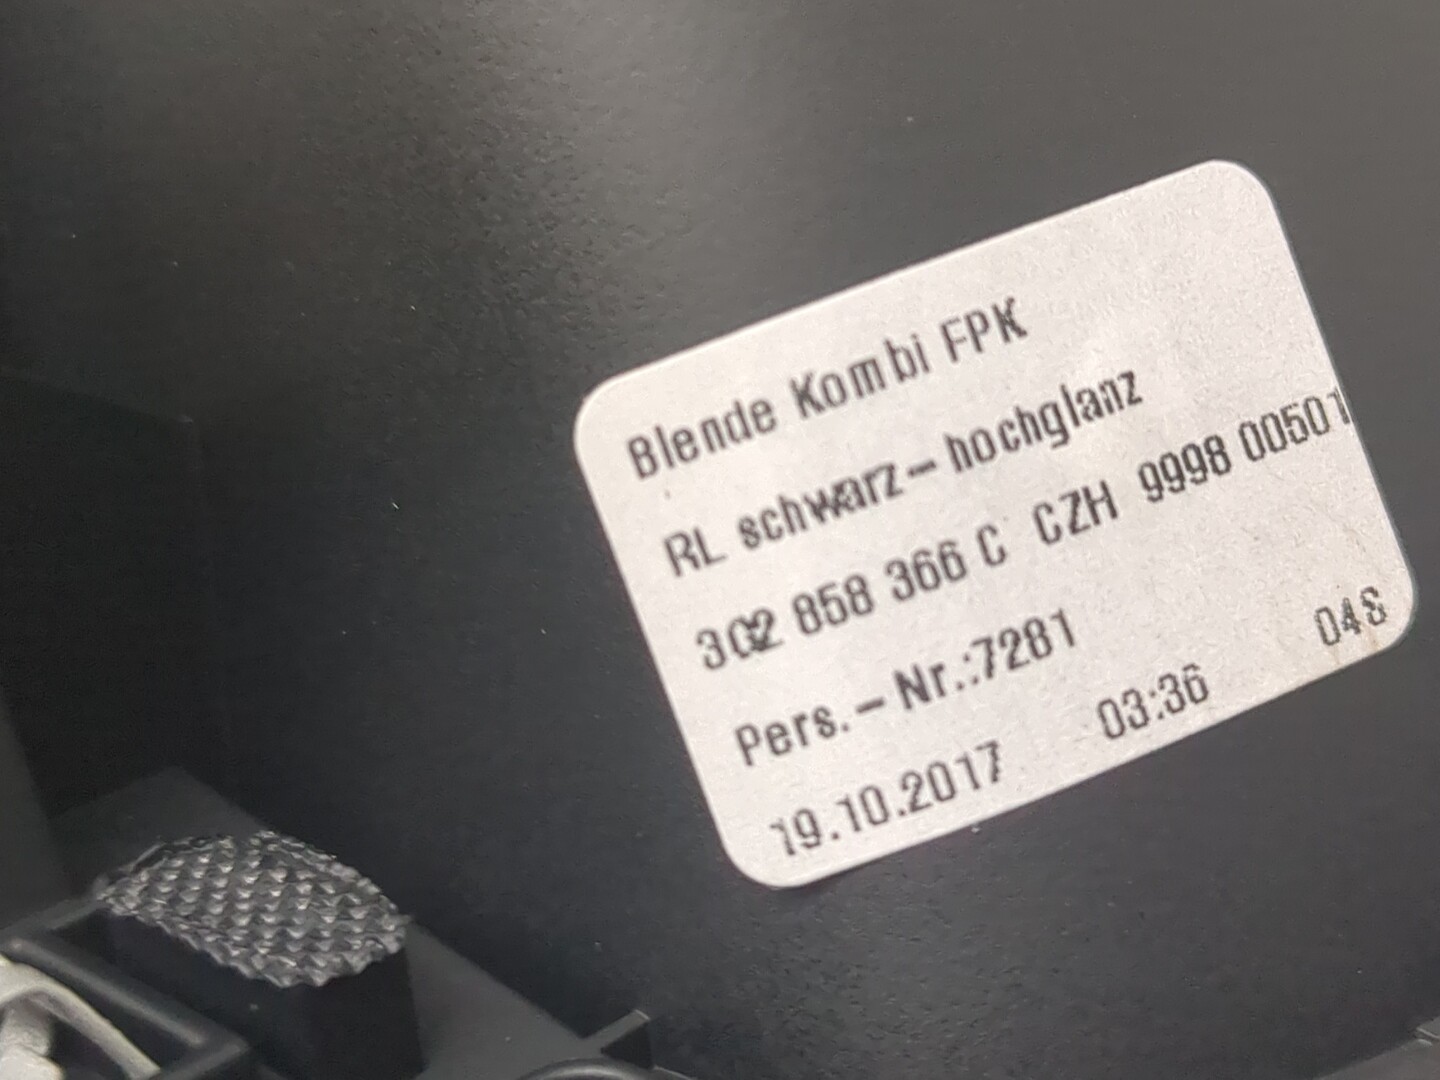 Blende Kombi FPK
RL schwarz-hochglanz
3G2 858 366 C CZH 9998 00501
Pers.-Nr.:7281
19.10.2017 03:36 04S